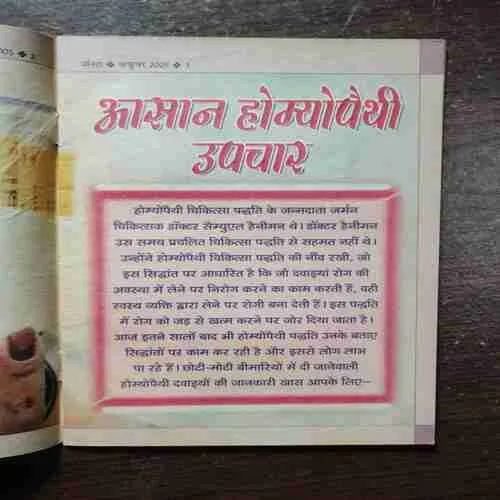 2005 ❖ 2
वनिता ❖ अक्टूबर 2005 ❖ 1
आसान होम्योपैथी
उपचार
होम्योपैथी चिकित्सा पद्धति के जन्मदाता जर्मन
चिकित्सक डॉक्टर सेम्युएल हैनीमन थे। डॉक्टर हैनीमन
उस समय प्रचलित चिकित्सा पद्धति से सहमत नहीं थे।
उन्होंने होम्योपैथी चिकित्सा पद्धति की नींव रखी, जो
इस सिद्धांत पर आधारित है कि जो दवाइयां रोग की
अवस्था में लेने पर निरोग करने का काम करती हैं, वही
स्वस्थ व्यक्ति द्वारा लेने पर रोगी बना देती हैं। इस पद्धति
में रोग को जड़ से खत्म करने पर जोर दिया जाता है।
आज इतने सालों बाद भी होम्योपैथी पद्धति उनके बताए
सिद्धांतों पर काम कर रही है और इससे लोग लाभ
पा रहे हैं। छोटी-मोटी बीमारियों में दी जानेवाली
होम्योपैथी दवाइयों की जानकारी खास आपके लिए–